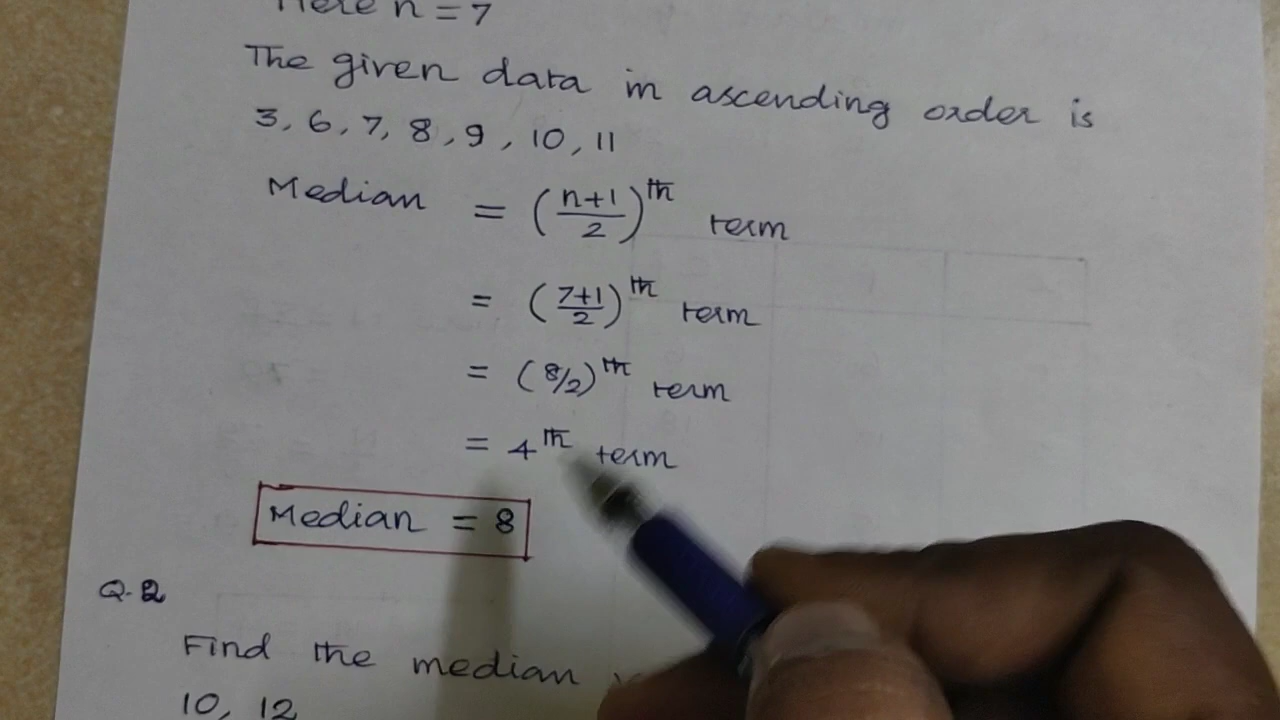 Here n = 7
The given data in ascending order is
3, 6, 7, 8, 9, 10, 11
Median = (n+1/2)th term
= (7+1/2)th term
= (8/2)th term
= 4th term
Median = 8
Q.2
Find the median
10, 12